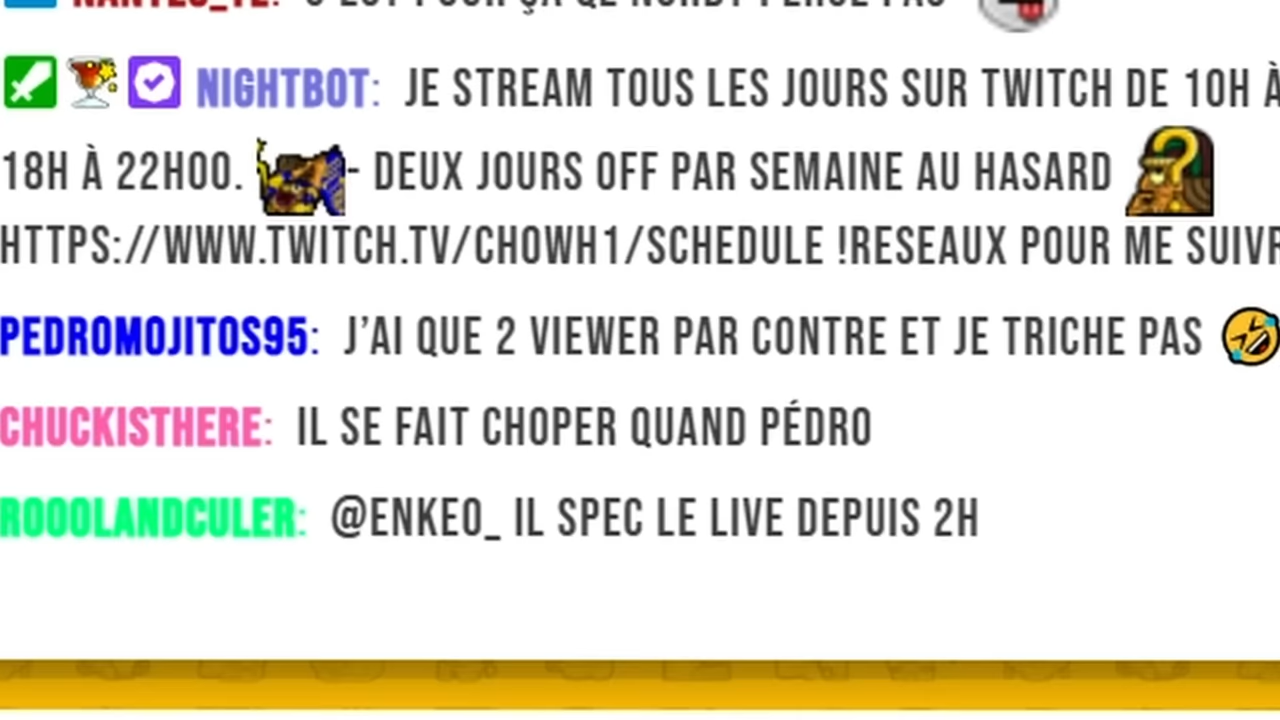 NIGHTBOT: JE STREAM TOUS LES JOURS SUR TWITCH DE 10H À
18H À 22H00. - DEUX JOURS OFF PAR SEMAINE AU HASARD
HTTPS://WWW.TWITCH.TV/CHOWH1/SCHEDULE !RESEAUX POUR ME SUIVR
PEDROMOJITOS95: J'AI QUE 2 VIEWER PAR CONTRE ET JE TRICHE PAS
CHUCKISTHERE: IL SE FAIT CHOPER QUAND PÉDRO
ROOOLANDCULER: @ENKEO_ IL SPEC LE LIVE DEPUIS 2H